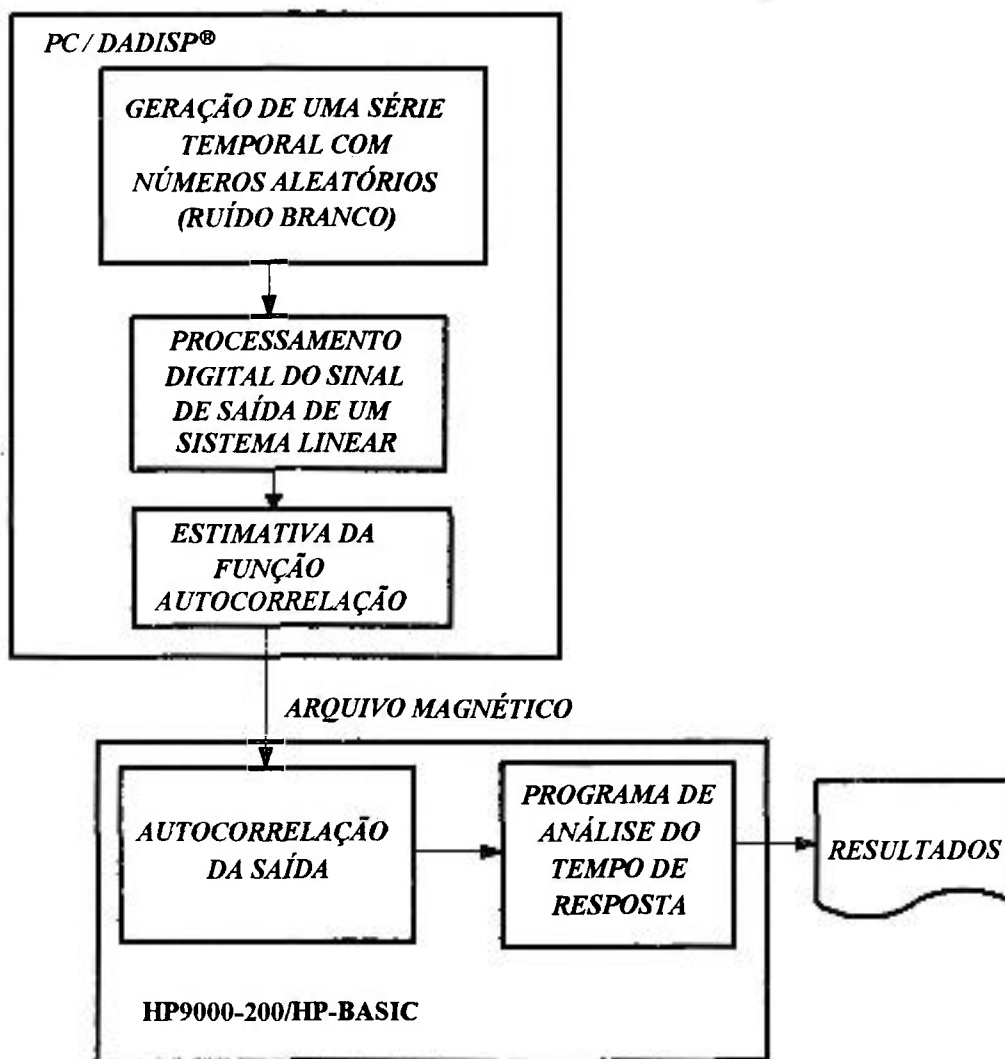 PC / DADISP®
GERAÇÃO DE UMA SÉRIE
TEMPORAL COM
NÚMEROS ALEATÓRIOS
(RUÍDO BRANCO)
PROCESSAMENTO
DIGITAL DO SINAL
DE SAÍDA DE UM
SISTEMA LINEAR
ESTIMATIVA DA
FUNÇÃO
AUTOCORRELAÇÃO
ARQUIVO MAGNÉTICO
AUTOCORRELAÇÃO
DA SAÍDA
PROGRAMA DE
ANÁLISE DO
TEMPO DE
RESPOSTA
RESULTADOS
HP9000-200/HP-BASIC